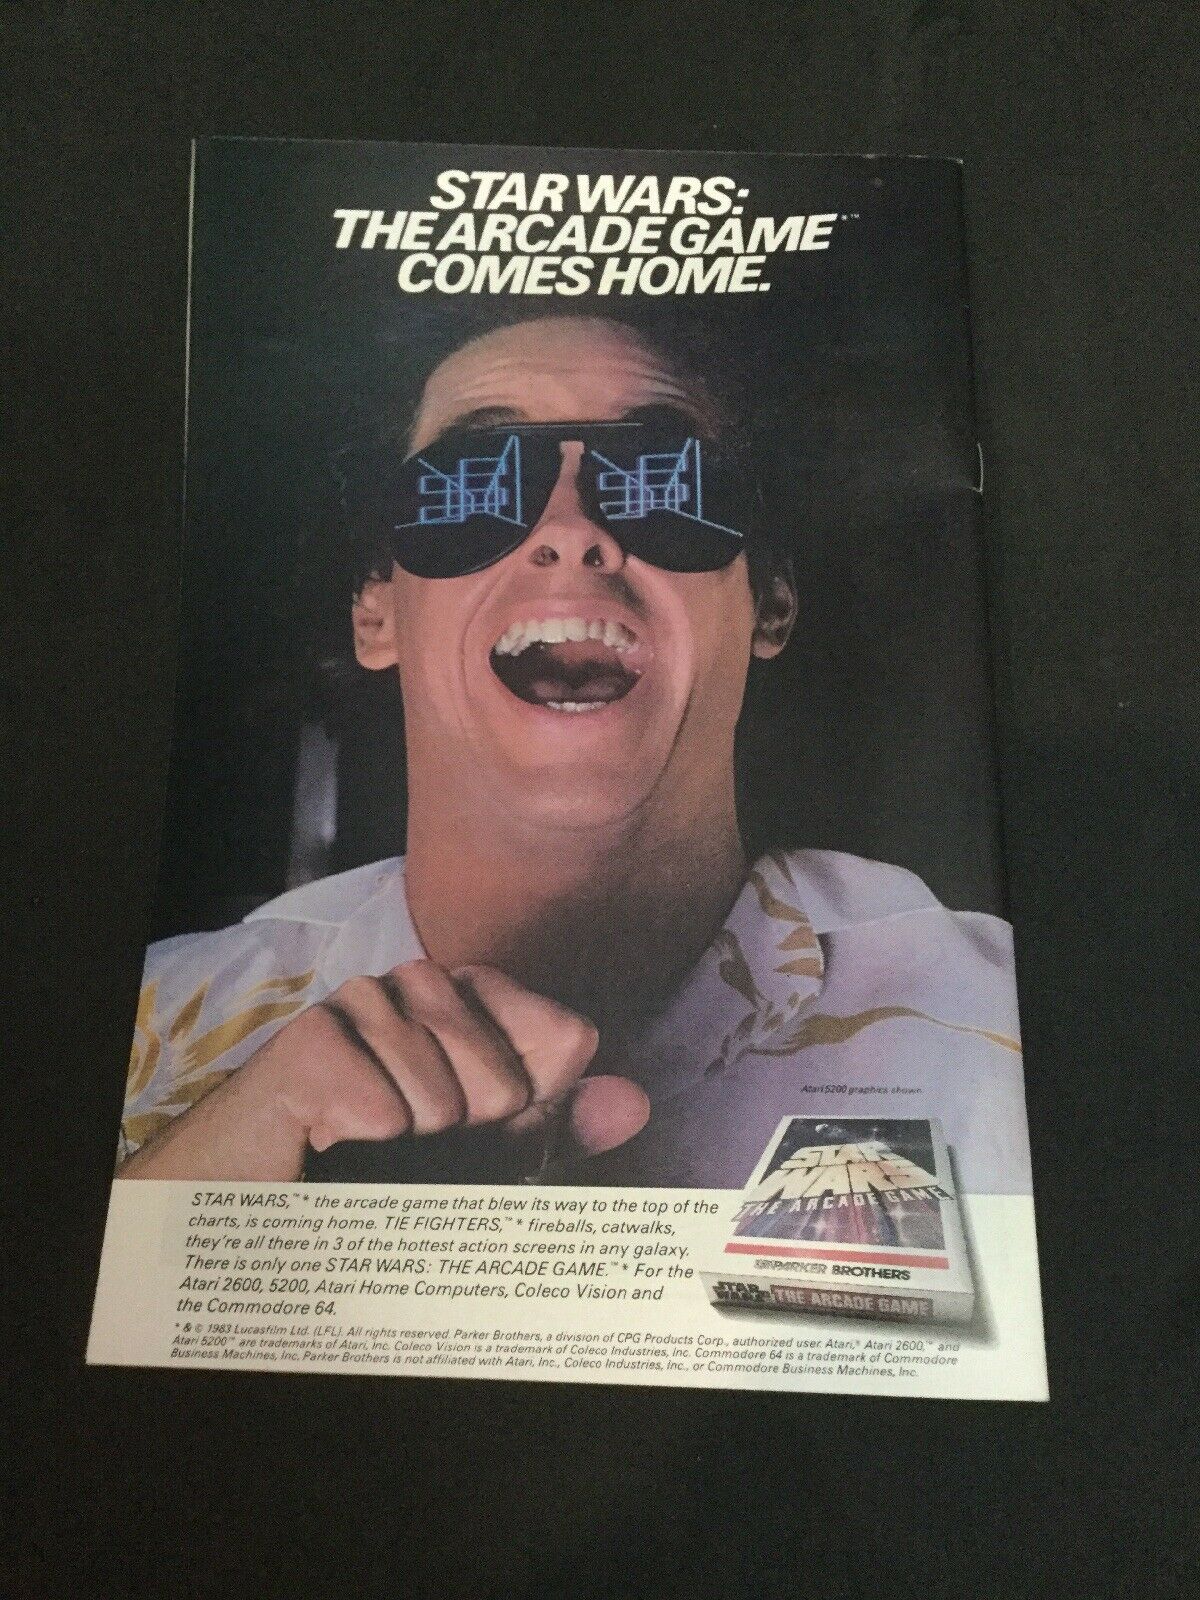 STAR WARS:
THE ARCADE GAME*™
COMES HOME.
Atari 5200 graphics shown.
STAR WARS
THE ARCADE GAME
PARKER BROTHERS
STAR WARS THE ARCADE GAME
STAR WARS,™* the arcade game that blew its way to the top of the
charts, is coming home. TIE FIGHTERS,™* fireballs, catwalks,
they're all there in 3 of the hottest action screens in any galaxy.
There is only one STAR WARS: THE ARCADE GAME.™* For the
Atari 2600, 5200, Atari Home Computers, Coleco Vision and
the Commodore 64.
* & © 1983 Lucasfilm Ltd. (LFL). All rights reserved. Parker Brothers, a division of CPG Products Corp., authorized user. Atari,® Atari 2600,™ and
Atari 5200™ are trademarks of Atari, Inc. Coleco Vision is a trademark of Coleco Industries, Inc. Commodore 64 is a trademark of Commodore
Business Machines, Inc. Parker Brothers is not affiliated with Atari, Inc., Coleco Industries, Inc., or Commodore Business Machines, Inc.